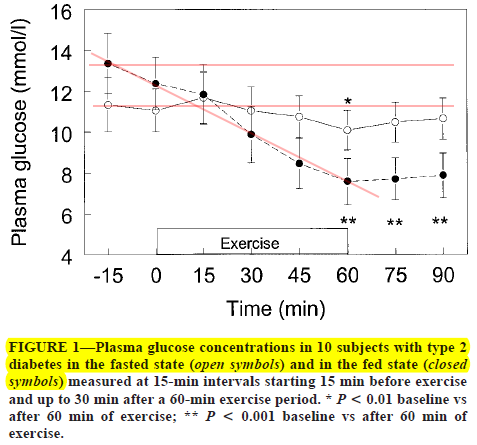 16
14
12
10
8
6
4
Plasma glucose (mmol/l)
*
** ** **
Exercise
-15 0 15 30 45 60 75 90
Time (min)
FIGURE 1—Plasma glucose concentrations in 10 subjects with type 2
diabetes in the fasted state (open symbols) and in the fed state (closed
symbols) measured at 15-min intervals starting 15 min before exercise
and up to 30 min after a 60-min exercise period. * P < 0.01 baseline vs
after 60 min of exercise; ** P < 0.001 baseline vs after 60 min of
exercise.